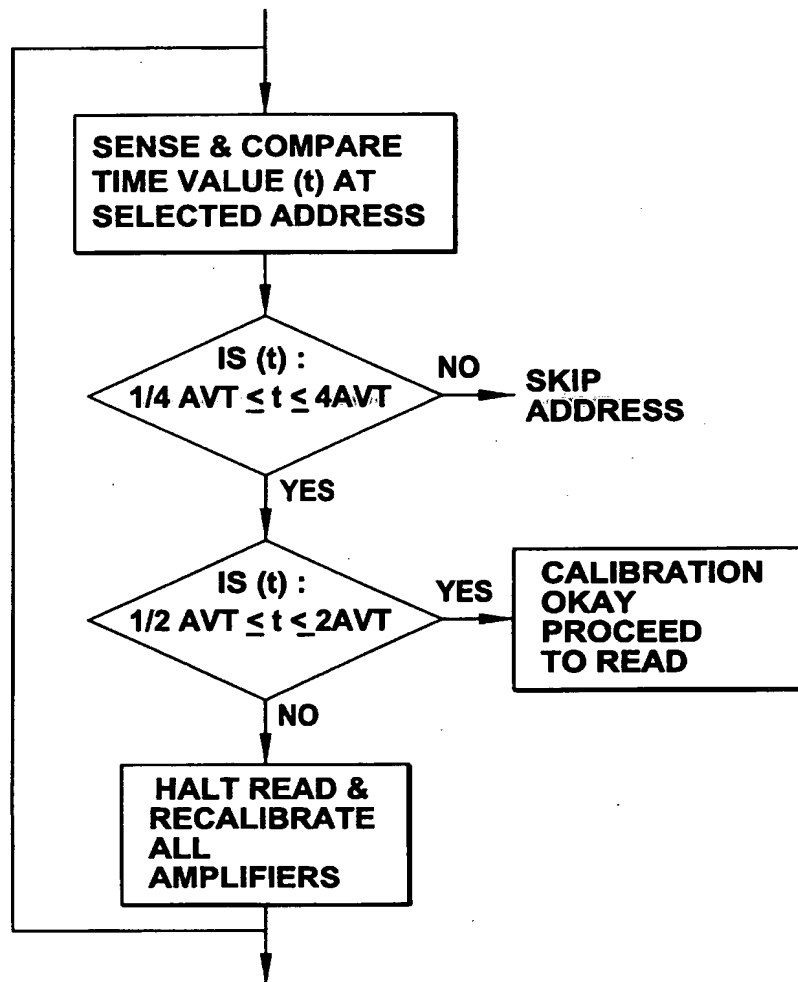 SENSE & COMPARE
TIME VALUE (t) AT
SELECTED ADDRESS
IS (t) :
1/4 AVT ≤ t ≤ 4AVT
NO
SKIP
ADDRESS
YES
IS (t) :
1/2 AVT ≤ t ≤ 2AVT
YES
CALIBRATION
OKAY
PROCEED
TO READ
NO
HALT READ &
RECALIBRATE
ALL
AMPLIFIERS